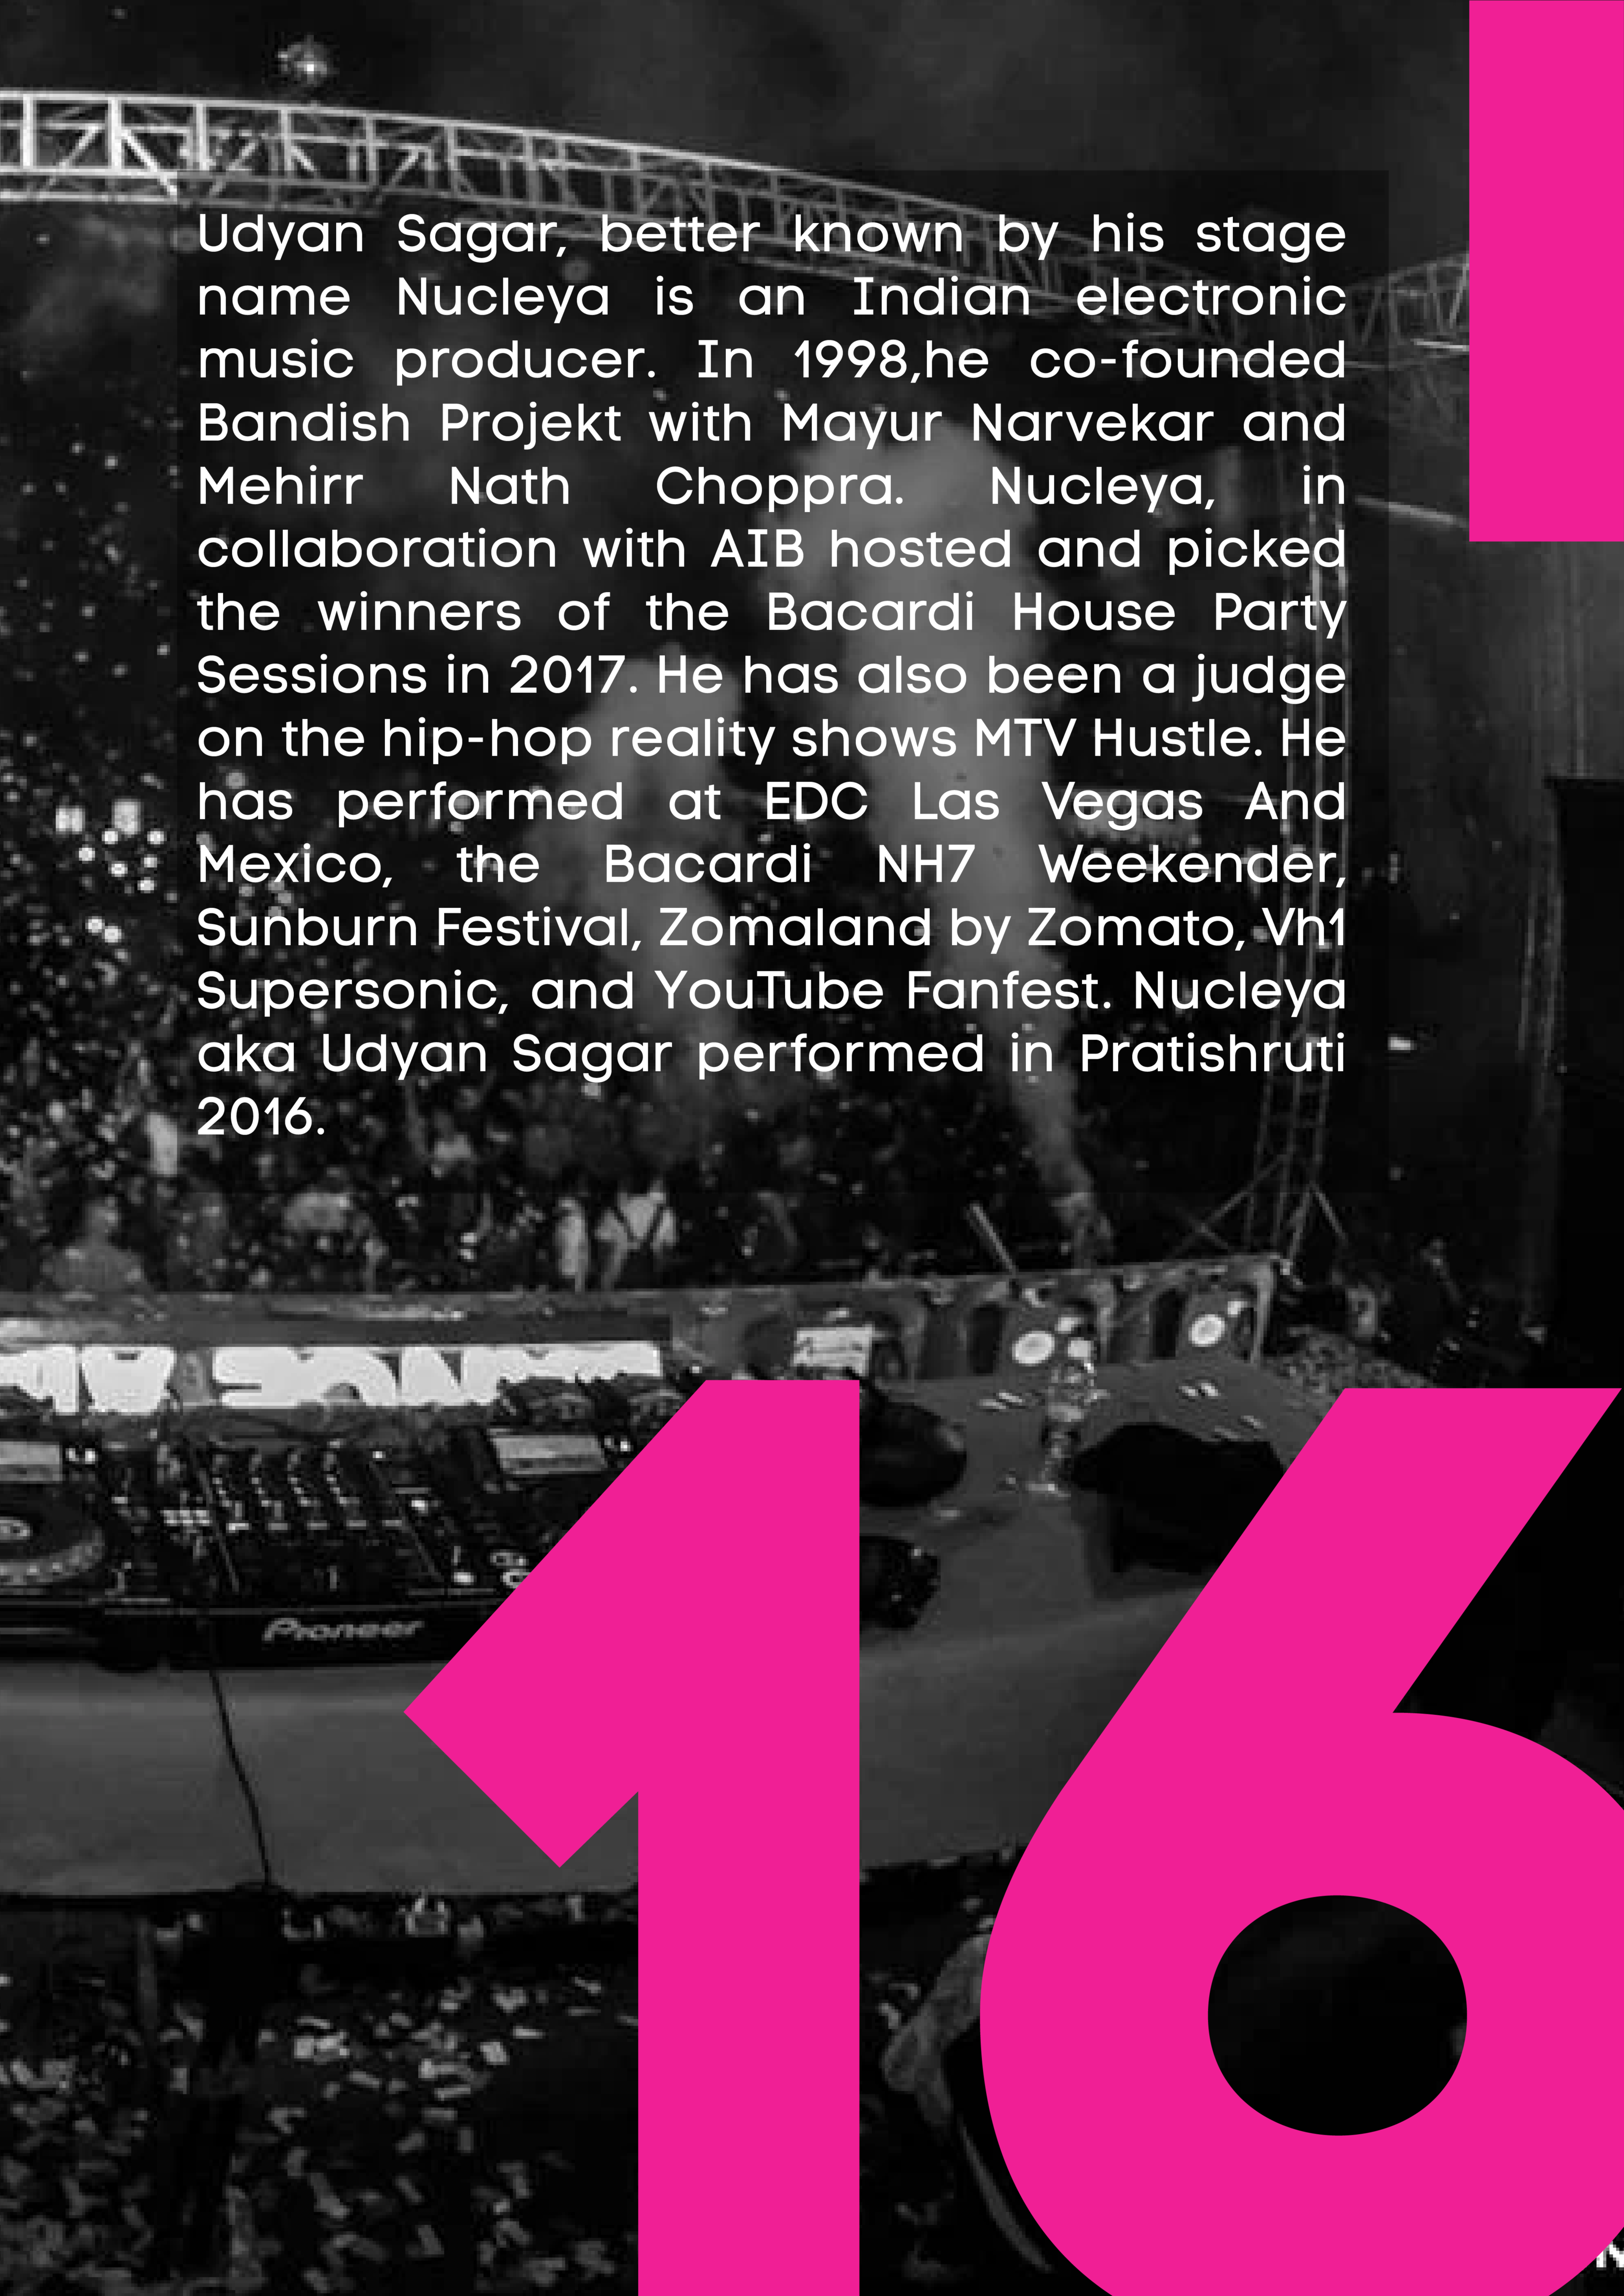 Udyan Sagar, better known by his stage
name Nucleya is an Indian electronic
music producer. In 1998,he co-founded
Bandish Projekt with Mayur Narvekar and
Mehirr Nath Choppra. Nucleya, in
collaboration with AIB hosted and picked
the winners of the Bacardi House Party
Sessions in 2017. He has also been a judge
on the hip-hop reality shows MTV Hustle. He
has performed at EDC Las Vegas And
Mexico, the Bacardi NH7 Weekender,
Sunburn Festival, Zomaland by Zomato, Vh1
Supersonic, and YouTube Fanfest. Nucleya
aka Udyan Sagar performed in Pratishruti
2016.
Pioneer
16